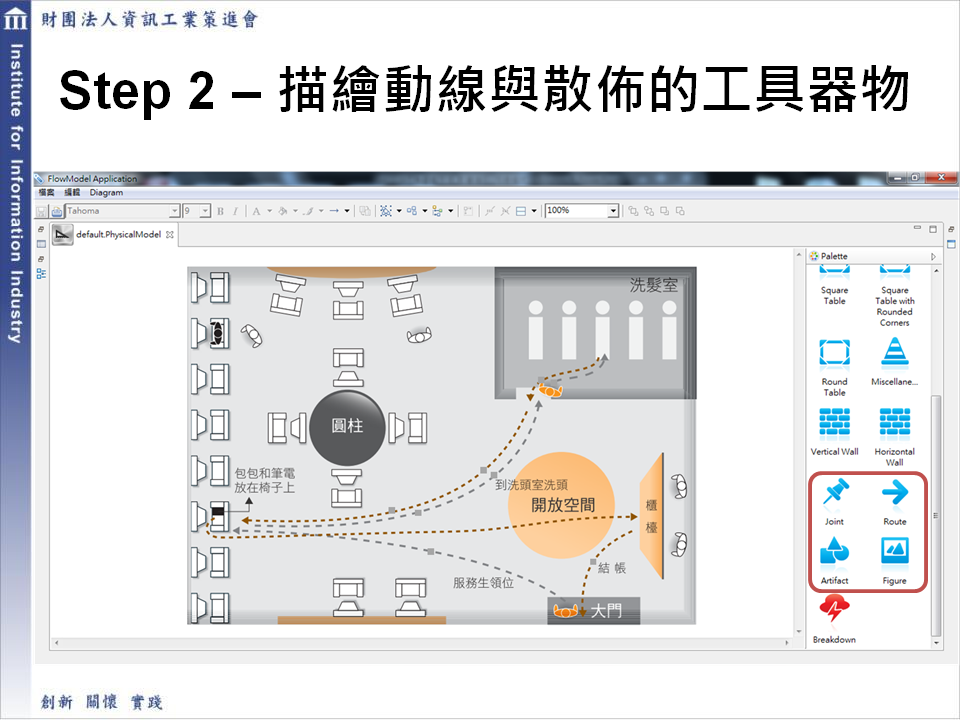 財團法人資訊工業策進會
Institute for Information Industry
Step 2 – 描繪動線與散佈的工具器物
FlowModel Application
檔案 編輯 Diagram
Tahoma 9 B I A 100%
default.PhysicalModel
洗髮室
圓柱
包包和筆電
放在椅子上
到洗頭室洗頭
開放空間
櫃
檯
結 帳
服務生領位
大門
Palette
Square
Table
Square
Table with
Rounded
Corners
Round
Table
Miscellane...
Vertical Wall
Horizontal
Wall
Joint
Route
Artifact
Figure
Breakdown
創新 關懷 實踐